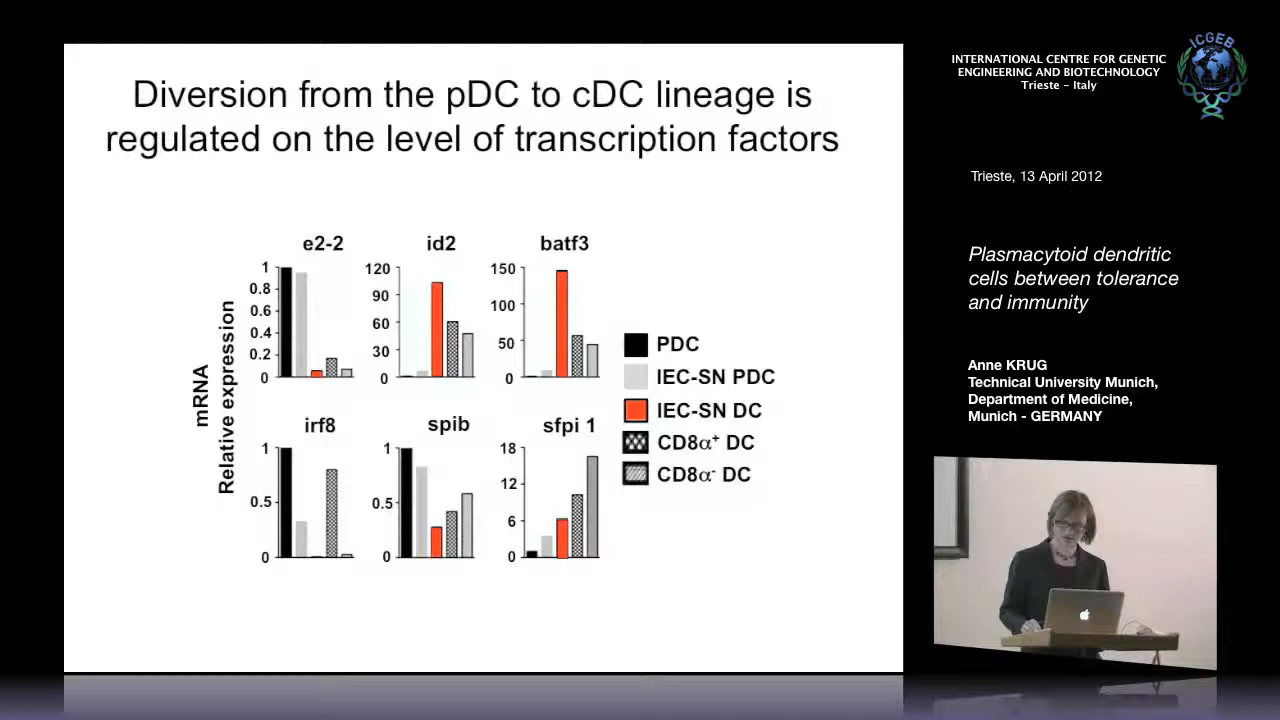 Diversion from the pDC to cDC lineage is
regulated on the level of transcription factors
mRNA
Relative expression
e2-2
1
0.8
0.6
0.4
0.2
0
id2
120
90
60
30
0
batf3
150
100
50
0
irf8
1
0.5
0
spib
1
0.5
0
sfpi 1
18
12
6
0
PDC
IEC-SN PDC
IEC-SN DC
CD8α+ DC
CD8α- DC
INTERNATIONAL CENTRE FOR GENETIC
ENGINEERING AND BIOTECHNOLOGY
Trieste - Italy
ICGEB
Trieste, 13 April 2012
Plasmacytoid dendritic
cells between tolerance
and immunity
Anne KRUG
Technical University Munich,
Department of Medicine,
Munich - GERMANY